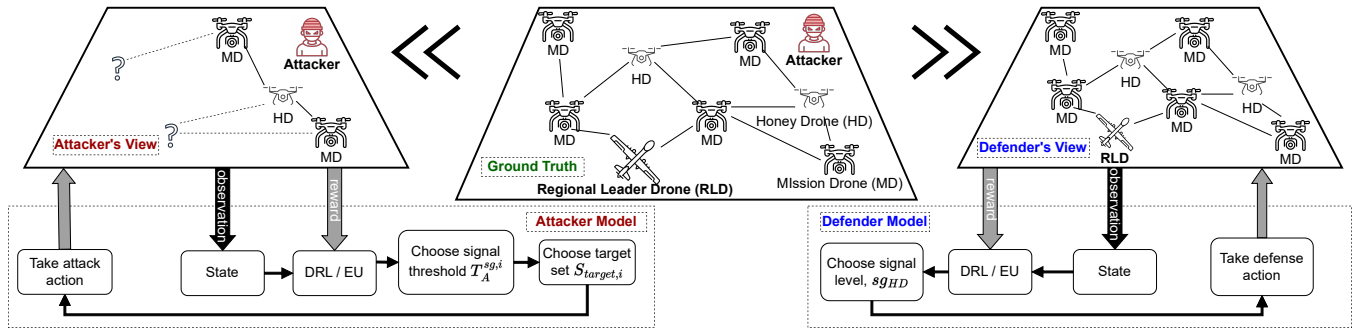 MD
Attacker
?
HD
?
MD
Attacker's View
MD
MD
Attacker
HD
Honey Drone (HD)
MD
MD
Ground Truth
MIssion Drone (MD)
Regional Leader Drone (RLD)
MD
MD
HD
HD
MD
MD
RLD
MD
Defender's View
observation
reward
Attacker Model
Take attack
action
State
DRL / EU
Choose signal
threshold $T_A^{sg,i}$
Choose target
set $S_{target,i}$
reward
observation
Defender Model
Choose signal
level, $sg_{HD}$
DRL / EU
State
Take defense
action